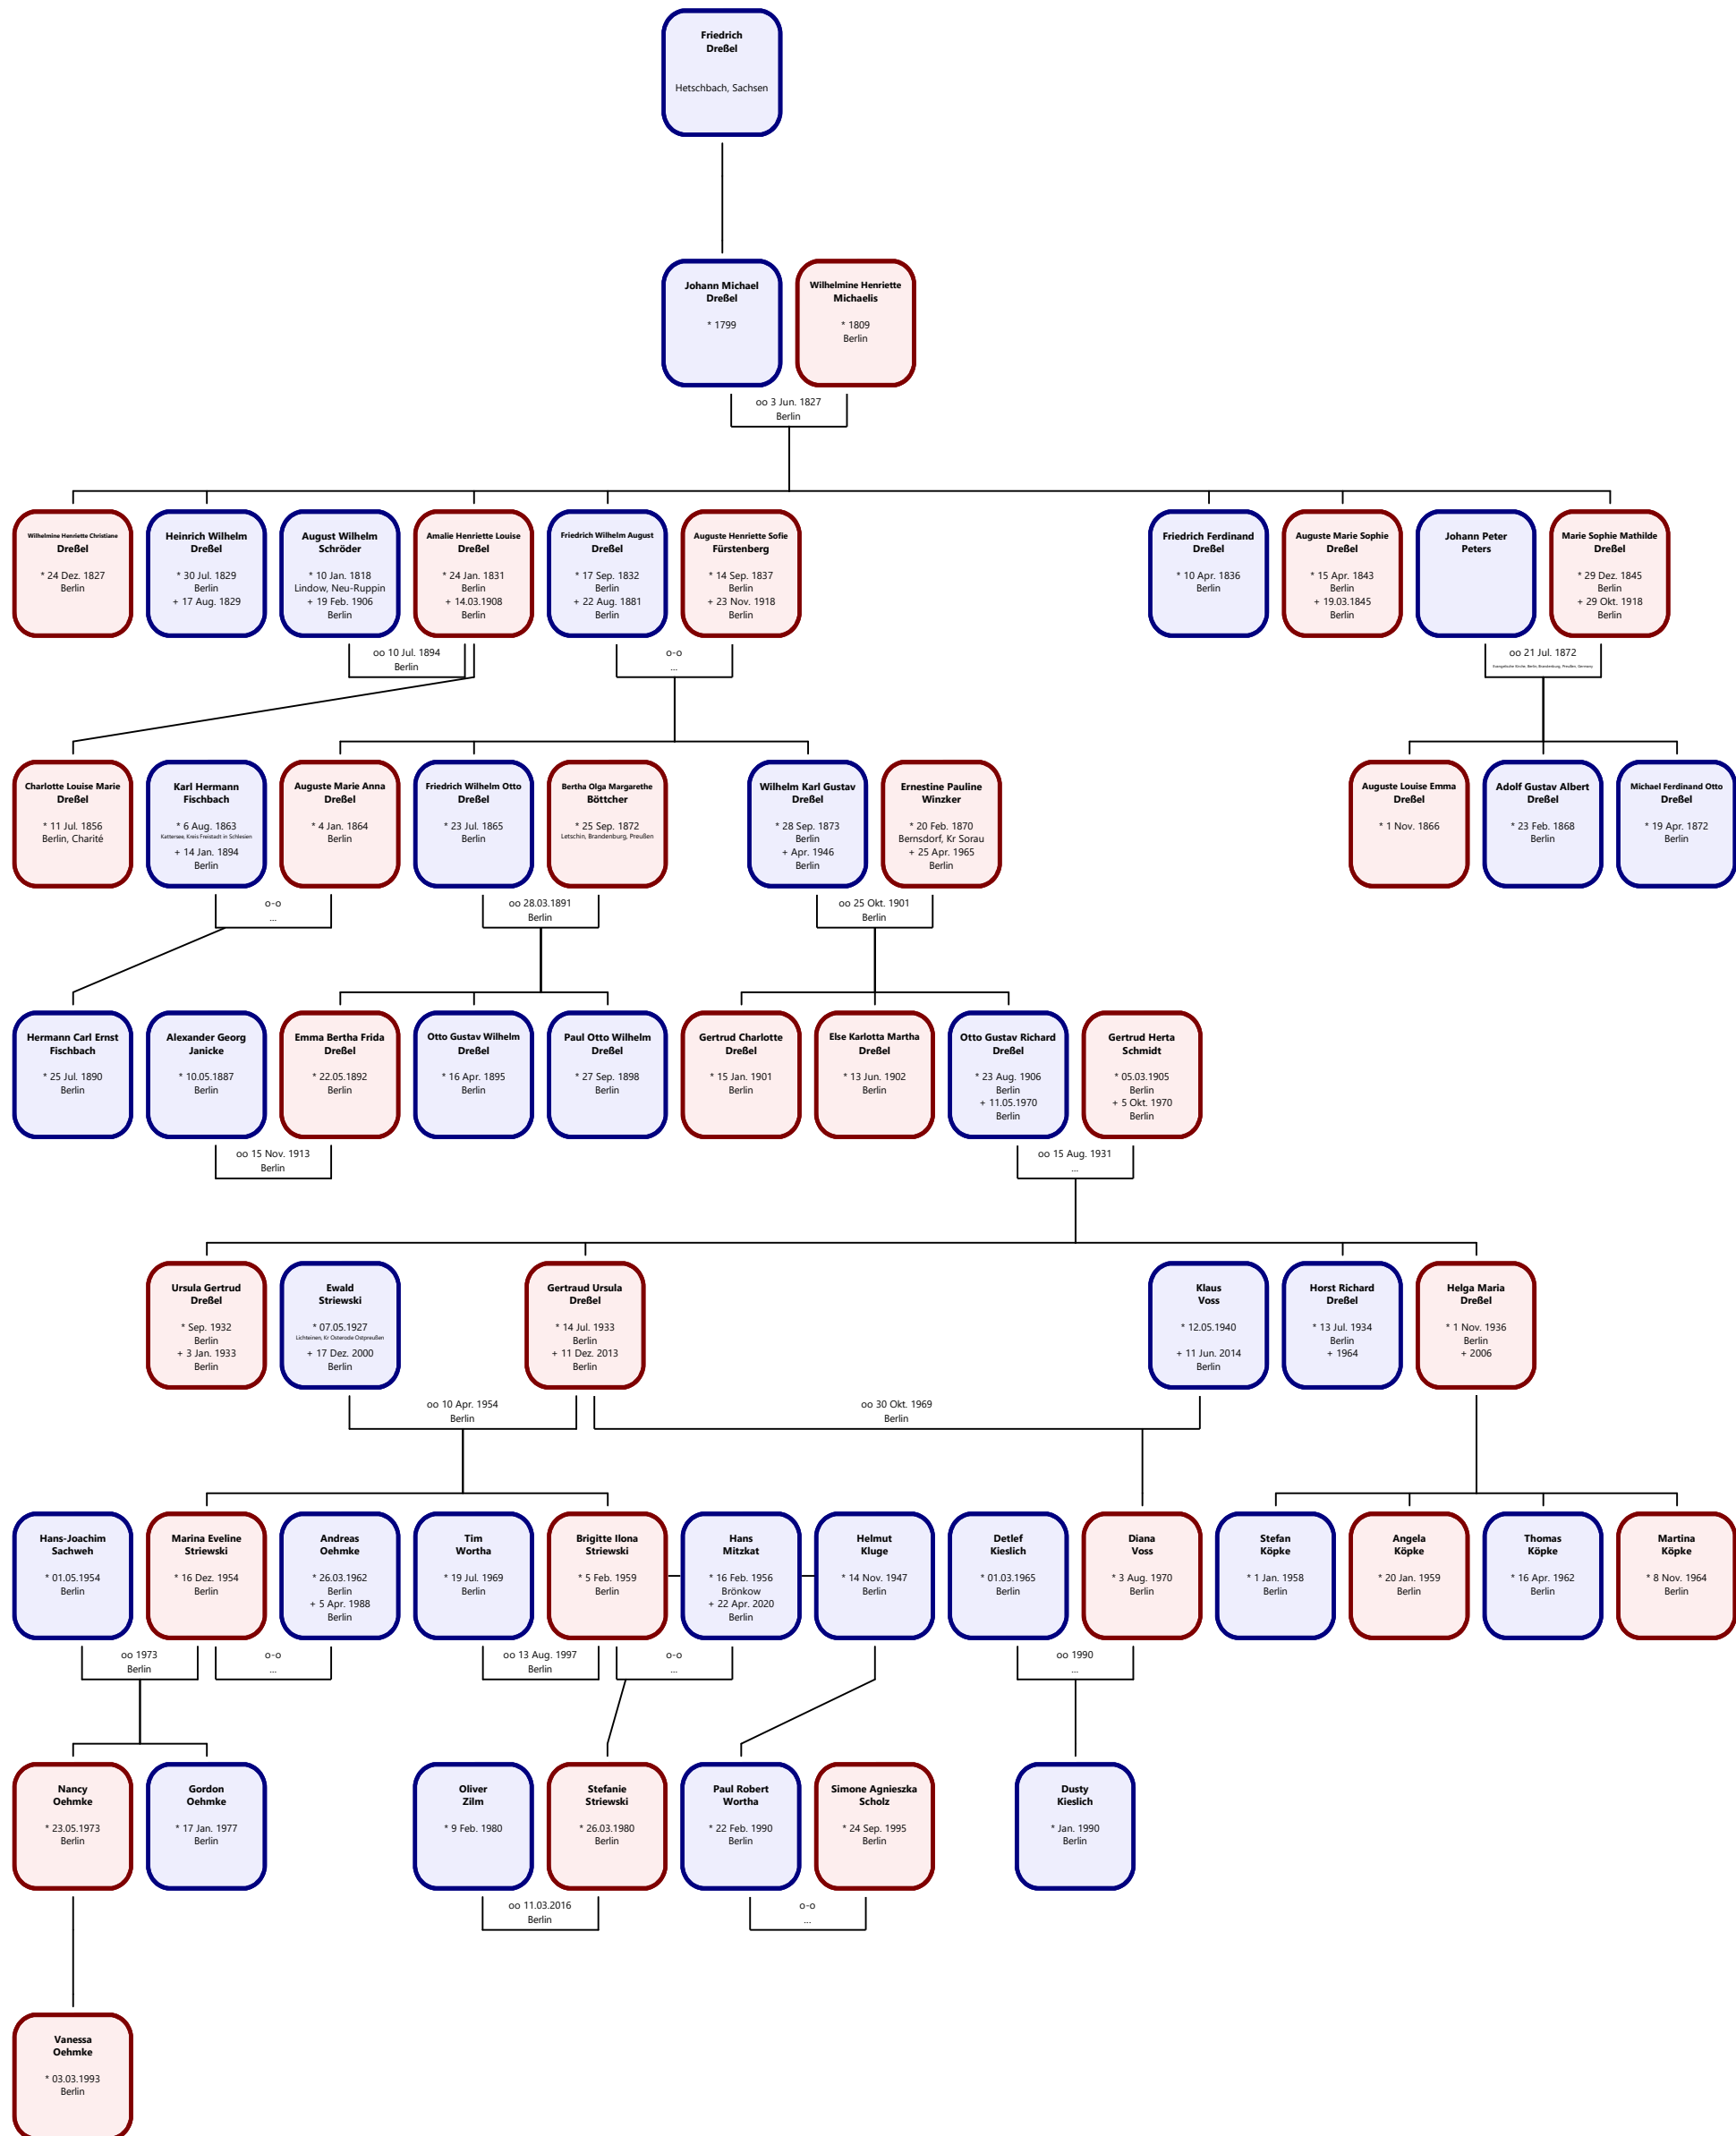 Friedrich
Dreßel
Hetschbach, Sachsen
Johann Michael
Dreßel
* 1799
Wilhelmine Henriette
Michaelis
* 1809
Berlin
oo 3 Jun. 1827
Berlin
Wilhelmine Henriette Christiane
Dreßel
* 24 Dez. 1827
Berlin
Heinrich Wilhelm
Dreßel
* 30 Jul. 1829
Berlin
+ 17 Aug. 1829
August Wilhelm
Schröder
* 10 Jan. 1818
Lindow, Neu-Ruppin
+ 19 Feb. 1906
Berlin
Amalie Henriette Louise
Dreßel
* 24 Jan. 1831
Berlin
+ 14.03.1908
Berlin
Friedrich Wilhelm August
Dreßel
* 17 Sep. 1832
Berlin
+ 22 Aug. 1881
Berlin
Auguste Henriette Sofie
Fürstenberg
* 14 Sep. 1837
Berlin
+ 23 Nov. 1918
Berlin
Friedrich Ferdinand
Dreßel
* 10 Apr. 1836
Berlin
Auguste Marie Sophie
Dreßel
* 15 Apr. 1843
Berlin
+ 19.03.1845
Berlin
Johann Peter
Peters
Marie Sophie Mathilde
Dreßel
* 29 Dez. 1845
Berlin
+ 29 Okt. 1918
Berlin
oo 10 Jul. 1894
Berlin
o-o
...
oo 21 Jul. 1872
Evangelische Kirche, Berlin, Brandenburg, Preußen, Germany
Charlotte Louise Marie
Dreßel
* 11 Jul. 1856
Berlin, Charité
Karl Hermann
Fischbach
* 6 Aug. 1863
Kattersee, Kreis Freistadt in Schlesien
+ 14 Jan. 1894
Berlin
Auguste Marie Anna
Dreßel
* 4 Jan. 1864
Berlin
Friedrich Wilhelm Otto
Dreßel
* 23 Jul. 1865
Berlin
Bertha Olga Margarethe
Böttcher
* 25 Sep. 1872
Letschin, Brandenburg, Preußen
Wilhelm Karl Gustav
Dreßel
* 28 Sep. 1873
Berlin
+ Apr. 1946
Berlin
Ernestine Pauline
Winzker
* 20 Feb. 1870
Bernsdorf, Kr Sorau
+ 25 Apr. 1965
Berlin
Auguste Louise Emma
Dreßel
* 1 Nov. 1866
Adolf Gustav Albert
Dreßel
* 23 Feb. 1868
Berlin
Michael Ferdinand Otto
Dreßel
* 19 Apr. 1872
Berlin
o-o
...
oo 28.03.1891
Berlin
oo 25 Okt. 1901
Berlin
Hermann Carl Ernst
Fischbach
* 25 Jul. 1890
Berlin
Alexander Georg
Janicke
* 10.05.1887
Berlin
Emma Bertha Frida
Dreßel
* 22.05.1892
Berlin
Otto Gustav Wilhelm
Dreßel
* 16 Apr. 1895
Berlin
Paul Otto Wilhelm
Dreßel
* 27 Sep. 1898
Berlin
Gertrud Charlotte
Dreßel
* 15 Jan. 1901
Berlin
Else Karlotta Martha
Dreßel
* 13 Jun. 1902
Berlin
Otto Gustav Richard
Dreßel
* 23 Aug. 1906
Berlin
+ 11.05.1970
Berlin
Gertrud Herta
Schmidt
* 05.03.1905
Berlin
+ 5 Okt. 1970
Berlin
oo 15 Nov. 1913
Berlin
oo 15 Aug. 1931
...
Ursula Gertrud
Dreßel
* Sep. 1932
Berlin
+ 3 Jan. 1933
Berlin
Ewald
Striewski
* 07.05.1927
Lichteinen, Kr Osterode Ostpreußen
+ 17 Dez. 2000
Berlin
Gertraud Ursula
Dreßel
* 14 Jul. 1933
Berlin
+ 11 Dez. 2013
Berlin
Klaus
Voss
* 12.05.1940
+ 11 Jun. 2014
Berlin
Horst Richard
Dreßel
* 13 Jul. 1934
Berlin
+ 1964
Helga Maria
Dreßel
* 1 Nov. 1936
Berlin
+ 2006
oo 10 Apr. 1954
Berlin
oo 30 Okt. 1969
Berlin
Hans-Joachim
Sachweh
* 01.05.1954
Berlin
Marina Eveline
Striewski
* 16 Dez. 1954
Berlin
Andreas
Oehmke
* 26.03.1962
Berlin
+ 5 Apr. 1988
Berlin
Tim
Wortha
* 19 Jul. 1969
Berlin
Brigitte Ilona
Striewski
* 5 Feb. 1959
Berlin
Hans
Mitzkat
* 16 Feb. 1956
Brönkow
+ 22 Apr. 2020
Berlin
Helmut
Kluge
* 14 Nov. 1947
Berlin
Detlef
Kieslich
* 01.03.1965
Berlin
Diana
Voss
* 3 Aug. 1970
Berlin
Stefan
Köpke
* 1 Jan. 1958
Berlin
Angela
Köpke
* 20 Jan. 1959
Berlin
Thomas
Köpke
* 16 Apr. 1962
Berlin
Martina
Köpke
* 8 Nov. 1964
Berlin
oo 1973
Berlin
o-o
...
oo 13 Aug. 1997
Berlin
o-o
...
oo 1990
...
Nancy
Oehmke
* 23.05.1973
Berlin
Gordon
Oehmke
* 17 Jan. 1977
Berlin
Oliver
Zilm
* 9 Feb. 1980
Stefanie
Striewski
* 26.03.1980
Berlin
Paul Robert
Wortha
* 22 Feb. 1990
Berlin
Simone Agnieszka
Scholz
* 24 Sep. 1995
Berlin
Dusty
Kieslich
* Jan. 1990
Berlin
oo 11.03.2016
Berlin
o-o
...
Vanessa
Oehmke
* 03.03.1993
Berlin